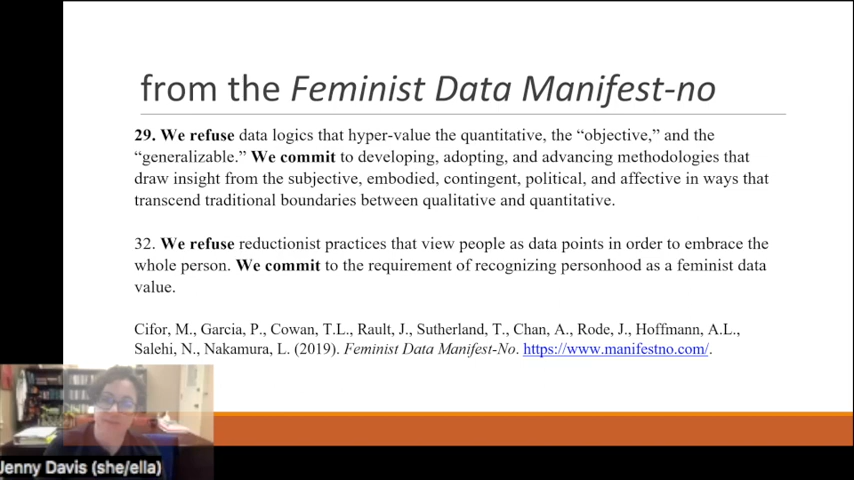 from the Feminist Data Manifest-no
29. We refuse data logics that hyper-value the quantitative, the “objective,” and the
“generalizable.” We commit to developing, adopting, and advancing methodologies that
draw insight from the subjective, embodied, contingent, political, and affective in ways that
transcend traditional boundaries between qualitative and quantitative.
32. We refuse reductionist practices that view people as data points in order to embrace the
whole person. We commit to the requirement of recognizing personhood as a feminist data
value.
Cifor, M., Garcia, P., Cowan, T.L., Rault, J., Sutherland, T., Chan, A., Rode, J., Hoffmann, A.L.,
Salehi, N., Nakamura, L. (2019). Feminist Data Manifest-No. https://www.manifestno.com/.
Jenny Davis (she/ella)